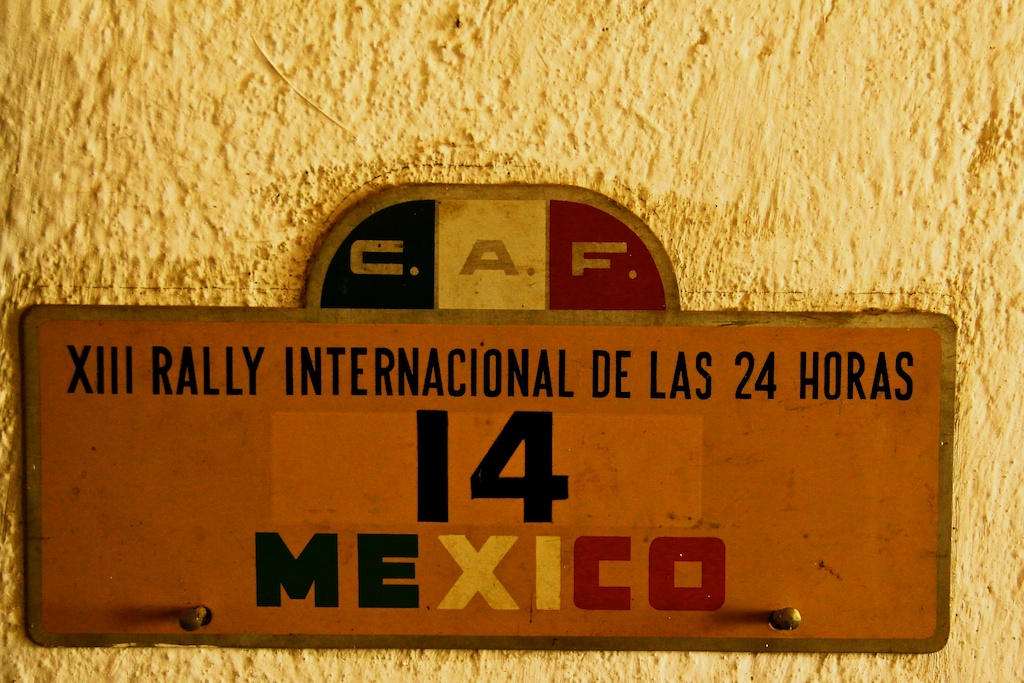 C. A. F.
XIII RALLY INTERNACIONAL DE LAS 24 HORAS
14
MEXICO